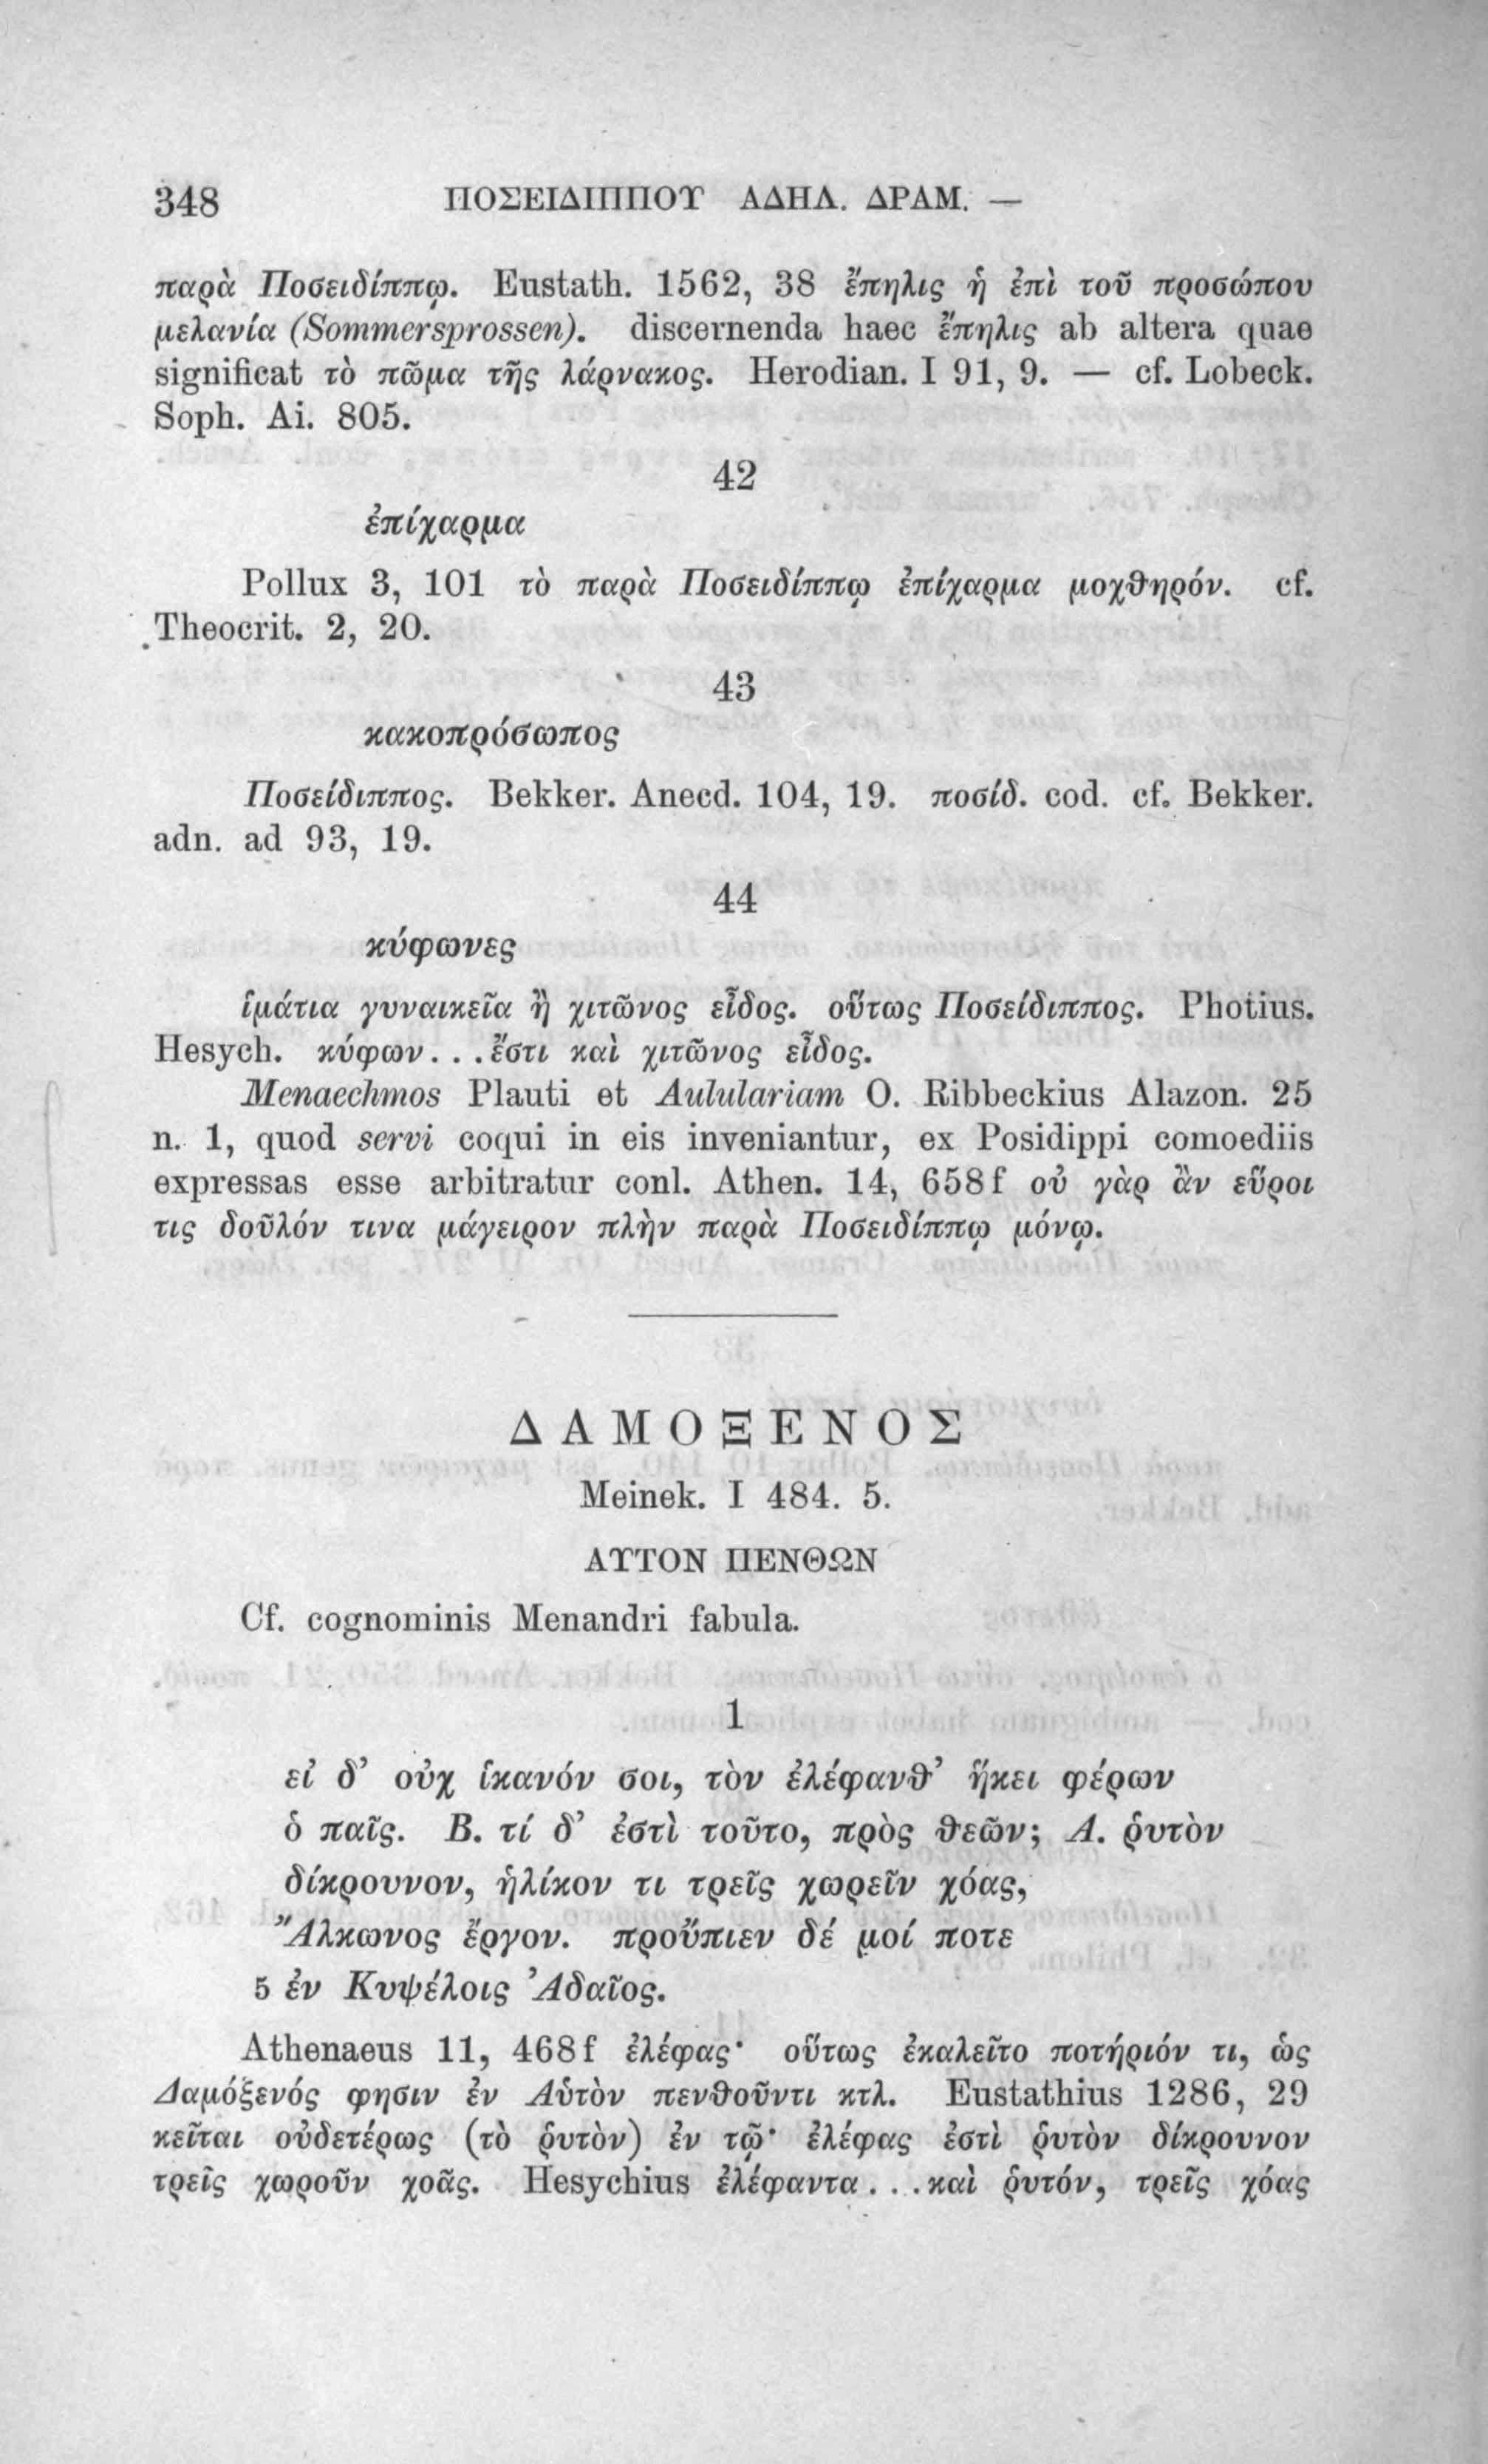 348 ΠΟΣΕΙΔΙΠΠΟΥ ΑΔΗΛ. ΔΡΑΜ. —
παρὰ Ποσειδίππῳ. Eustath. 1562, 38 ἔπηλις ἡ ἐπὶ τοῦ προσώπου
μελανία (Sommersprossen). discernenda haec ἔπηλις ab altera quae
significat τὸ πῶμα τῆς λάρνακος. Herodian. I 91, 9. — cf. Lobeck.
Soph. Ai. 805.
42
ἐπίχαρμα
Pollux 3, 101 τὸ παρὰ Ποσειδίππῳ ἐπίχαρμα μοχθηρόν. cf.
Theocrit. 2, 20.
43
κακοπρόσωπος
Ποσείδιππος. Bekker. Anecd. 104, 19. ποσίδ. cod. cf. Bekker.
adn. ad 93, 19.
44
κύφωνες
ἱμάτια γυναικεῖα ἢ χιτῶνος εἶδος. οὕτως Ποσείδιππος. Photius.
Hesych. κύφων... ἔστι καὶ χιτῶνος εἶδος.
Menaechmos Plauti et Aululariam O. Ribbeckius Alazon. 25
n. 1, quod servi coqui in eis inveniantur, ex Posidippi comoediis
expressas esse arbitratur conl. Athen. 14, 658f οὐ γὰρ ἂν εὕροι
τις δοῦλόν τινα μάγειρον πλὴν παρὰ Ποσειδίππῳ μόνῳ.
ΔΑΜΟΞΕΝΟΣ
Meinek. I 484. 5.
ΑΥΤΟΝ ΠΕΝΘΩΝ
Cf. cognominis Menandri fabula.
1
εἰ δ’ οὐχ ἱκανόν σοι, τὸν ἐλέφανθ’ ἥκει φέρων
ὁ παῖς. Β. τί δ’ ἐστὶ τοῦτο, πρὸς θεῶν; Α. ῥυτὸν
δίκρουνον, ἡλίκον τι τρεῖς χωρεῖν χόας,
Ἄλκωνος ἔργον. προὔπιεν δέ μοί ποτε
5 ἐν Κυψέλοις Ἀδαῖος.
Athenaeus 11, 468f ἐλέφας· οὕτως ἐκαλεῖτο ποτήριόν τι, ὡς
Δαμόξενός φησιν ἐν Αὑτὸν πενθοῦντι κτλ. Eustathius 1286, 29
κεῖται οὐδετέρως (τὸ ῥυτὸν) ἐν τῷ· ἐλέφας ἐστὶ ῥυτὸν δίκρουνον
τρεῖς χωροῦν χοᾶς. Hesychius ἐλέφαντα... καὶ ῥυτόν, τρεῖς χόας